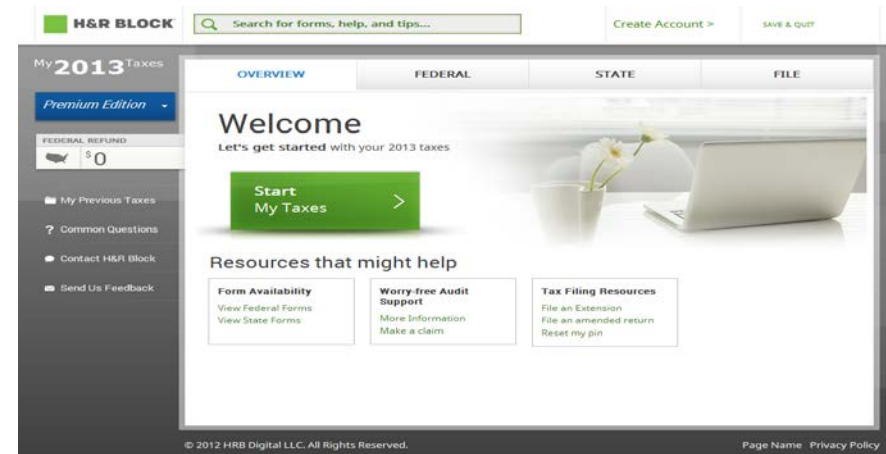 H&R BLOCK
Search for forms, help, and tips...
Create Account >
SAVE & QUIT
My 2013 Taxes
OVERVIEW
FEDERAL
STATE
FILE
Premium Edition
FEDERAL REFUND
$0
My Previous Taxes
? Common Questions
Contact H&R Block
Send Us Feedback
Welcome
Let's get started with your 2013 taxes
Start
My Taxes
Resources that might help
Form Availability
View Federal Forms
View State Forms
Worry-free Audit
Support
More Information
Make a claim
Tax Filing Resources
File an Extension
File an amended return
Reset my pin
© 2012 HRB Digital LLC. All Rights Reserved.
Page Name Privacy Policy